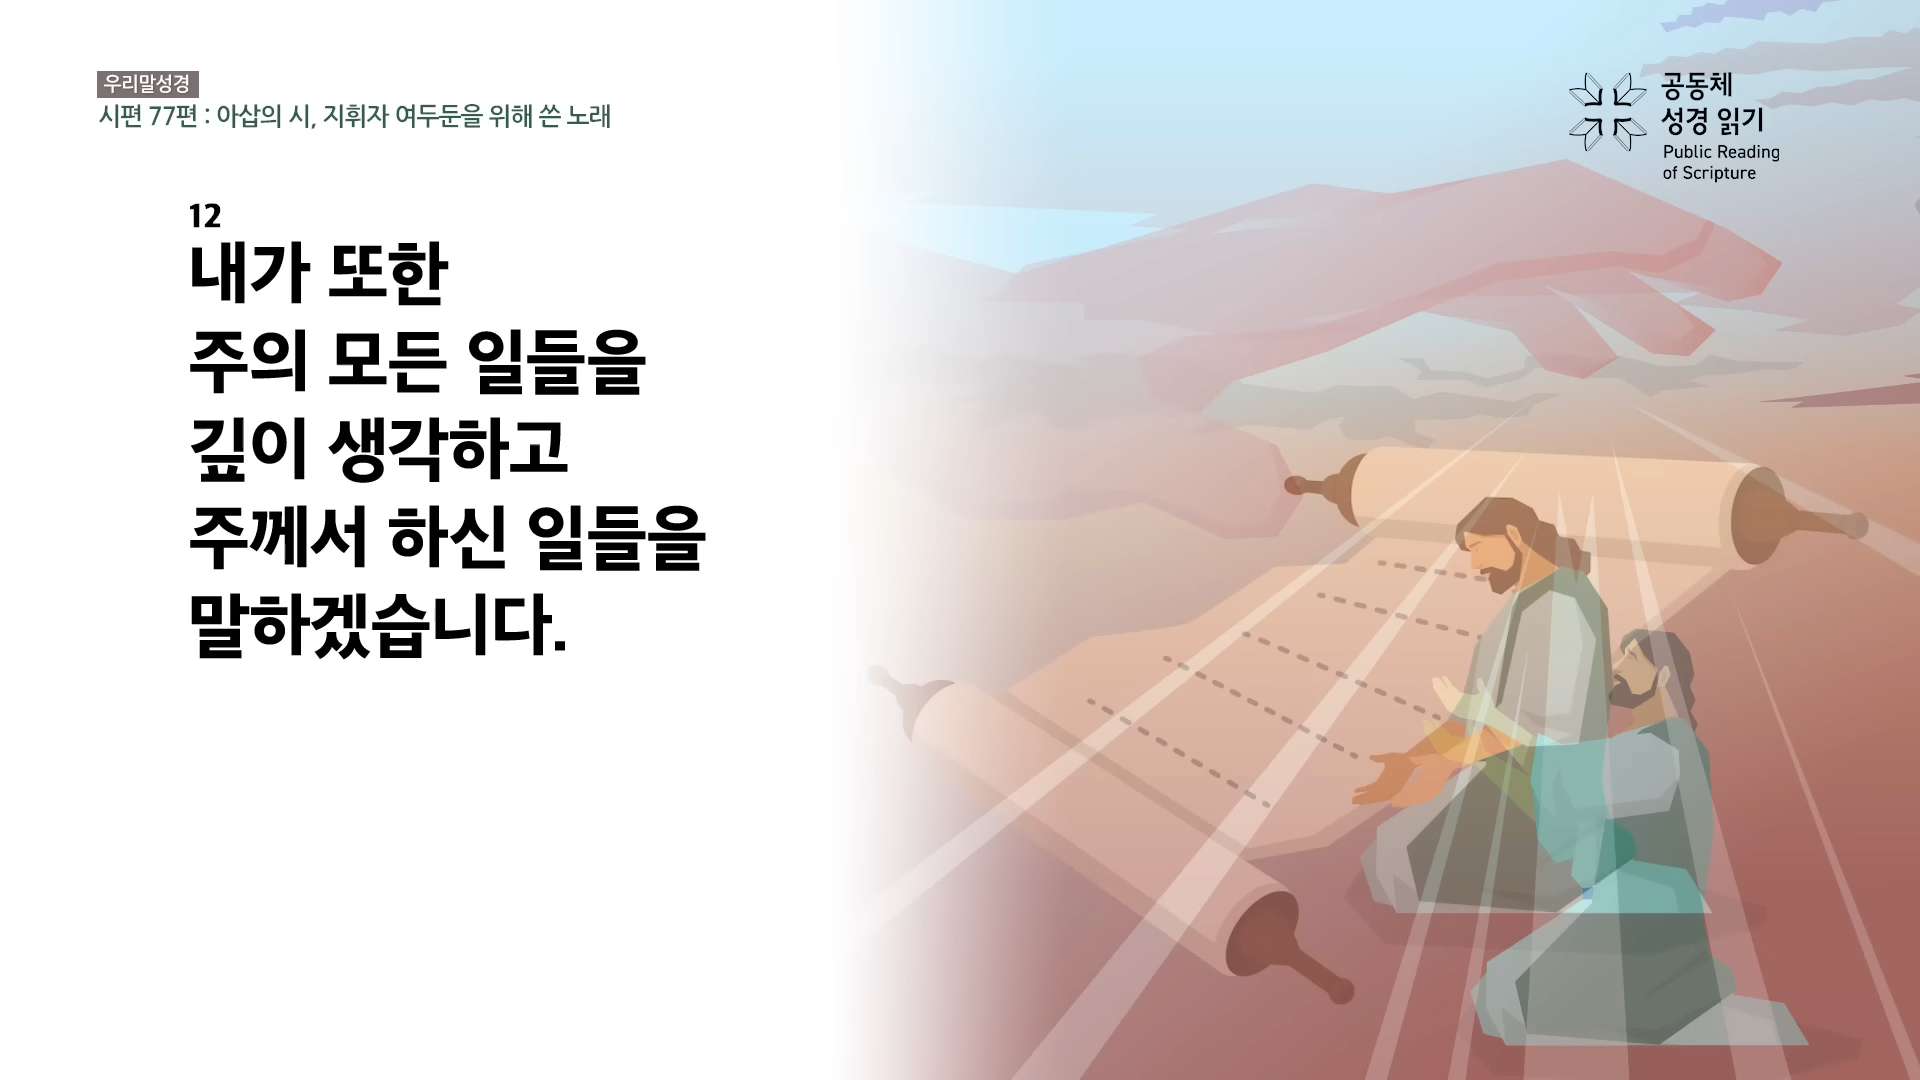 우리말성경
시편 77편 : 아삽의 시, 지휘자 여두둔을 위해 쓴 노래
12
내가 또한
주의 모든 일들을
깊이 생각하고
주께서 하신 일들을
말하겠습니다.
공동체
성경 읽기
Public Reading
of Scripture